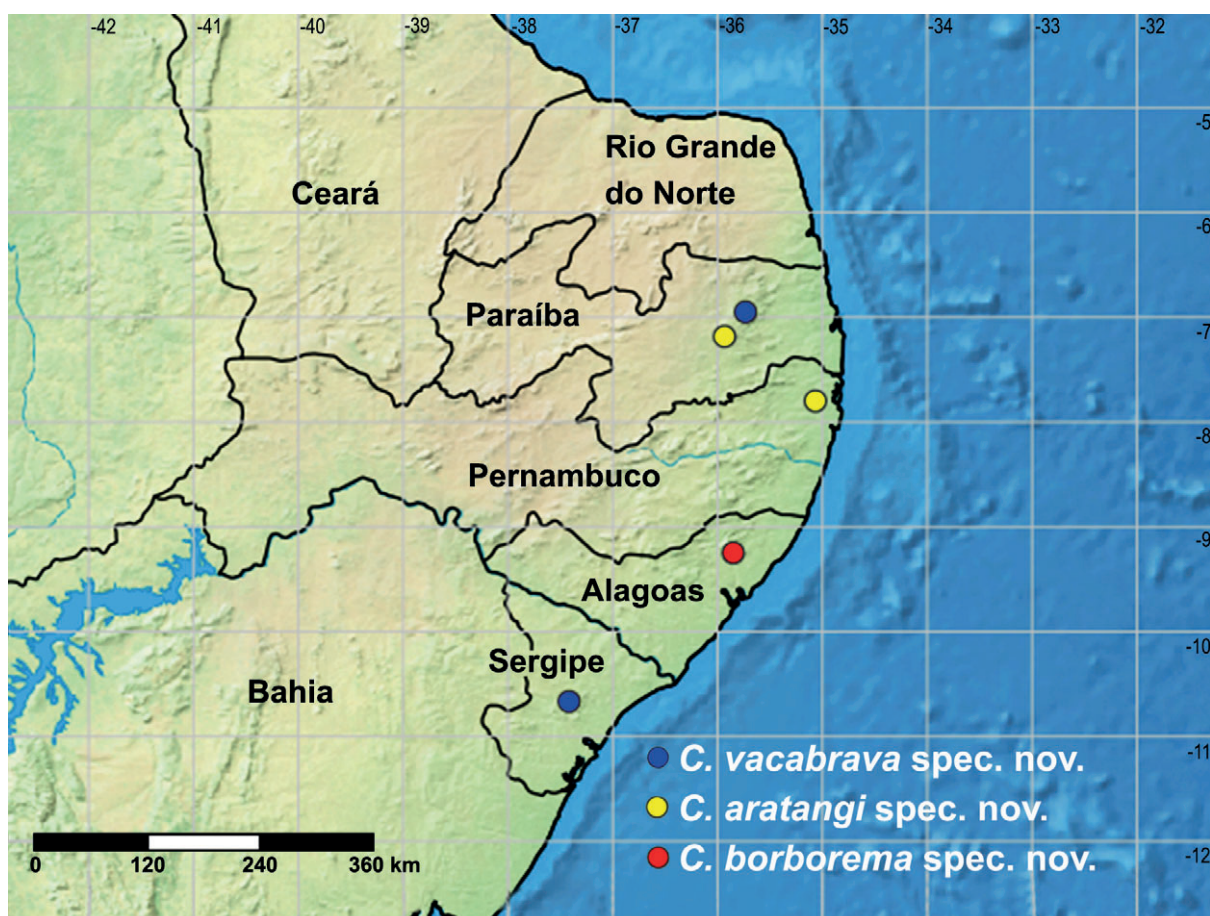 -42 -41 -40 -39 -38 -37 -36 -35 -34 -33 -32
-5
Rio Grande
do Norte
Ceará
-6
Paraíba
-7
-8
Pernambuco
-9
Alagoas
-10
Sergipe
Bahia
-11
C. vacabrava spec. nov.
C. aratangi spec. nov.
-12
C. borborema spec. nov.
0 120 240 360 km